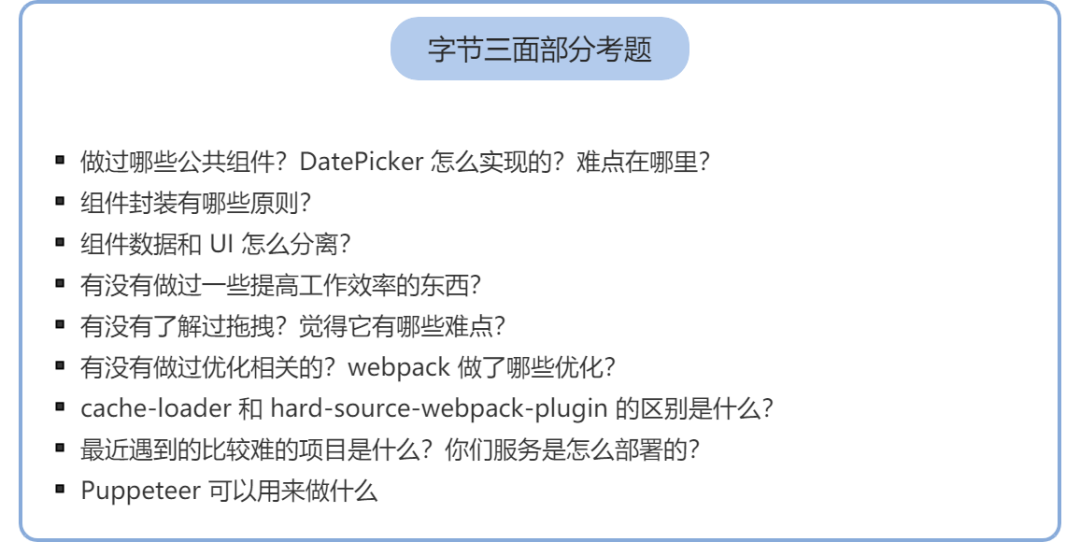 字节三面部分考题
▪ 做过哪些公共组件？DatePicker 怎么实现的？难点在哪里？
▪ 组件封装有哪些原则？
▪ 组件数据和 UI 怎么分离？
▪ 有没有做过一些提高工作效率的东西？
▪ 有没有了解过拖拽？觉得它有哪些难点？
▪ 有没有做过优化相关的？webpack 做了哪些优化？
▪ cache-loader 和 hard-source-webpack-plugin 的区别是什么？
▪ 最近遇到的比较难的项目是什么？你们服务是怎么部署的？
▪ Puppeteer 可以用来做什么